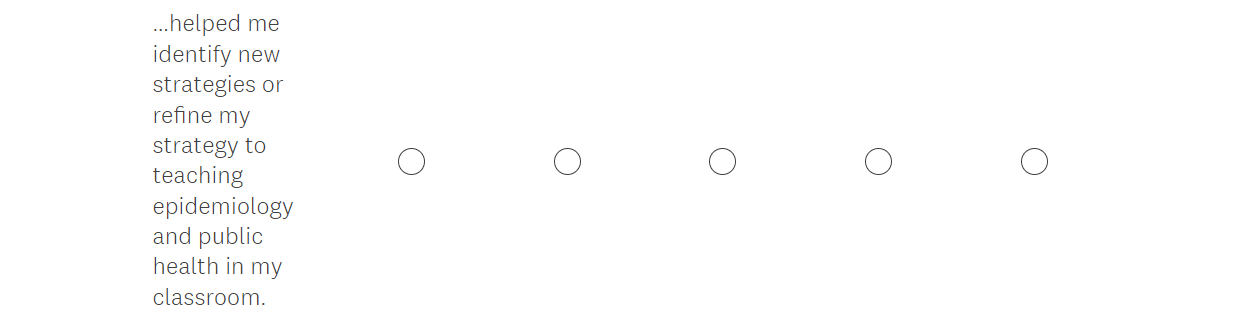 ...helped me
identify new
strategies or
refine my
strategy to
teaching
epidemiology
and public
health in my
classroom.